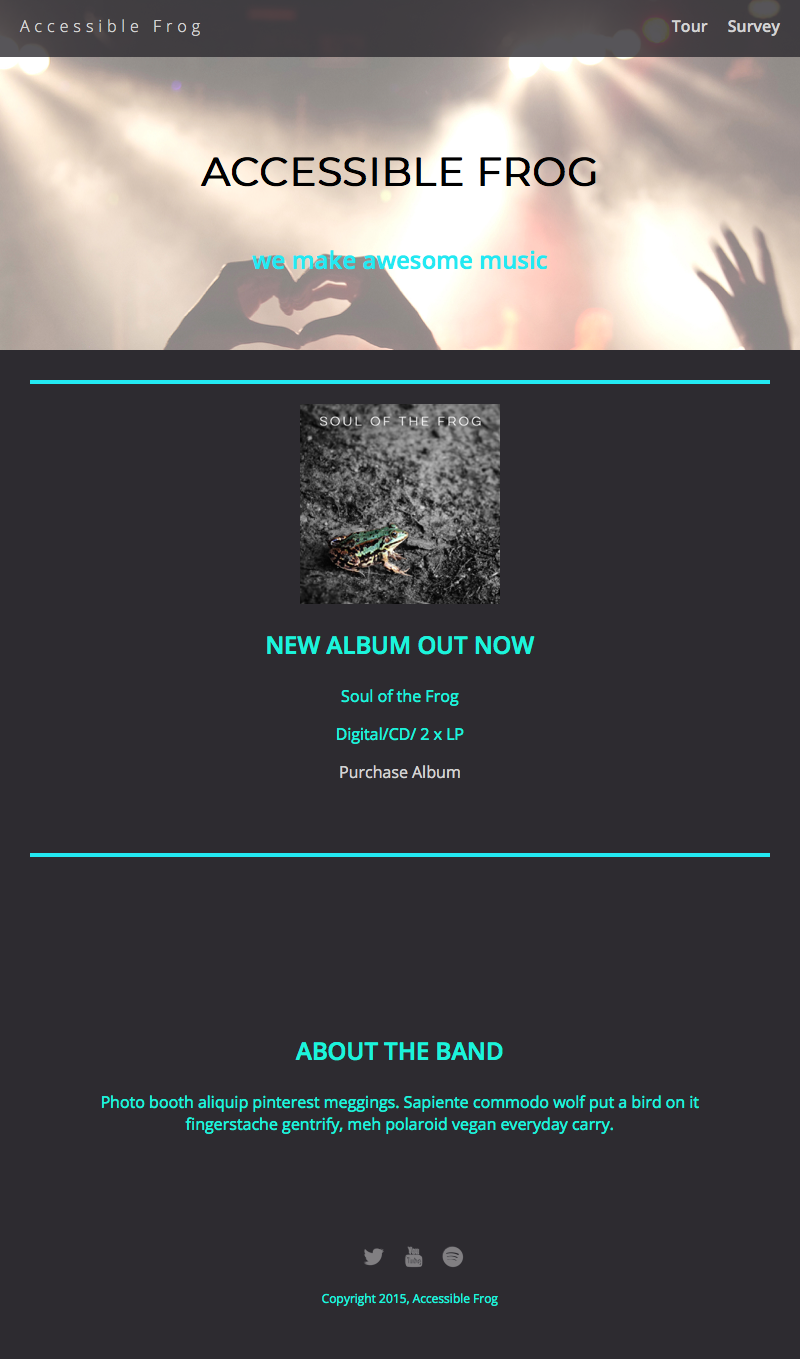 Accessible Frog
Tour Survey
ACCESSIBLE FROG
we make awesome music
SOUL OF THE FROG
NEW ALBUM OUT NOW
Soul of the Frog
Digital/CD/ 2 x LP
Purchase Album
ABOUT THE BAND
Photo booth aliquip pinterest meggings. Sapiente commodo wolf put a bird on it
fingerstache gentrify, meh polaroid vegan everyday carry.
You Tube
Copyright 2015, Accessible Frog